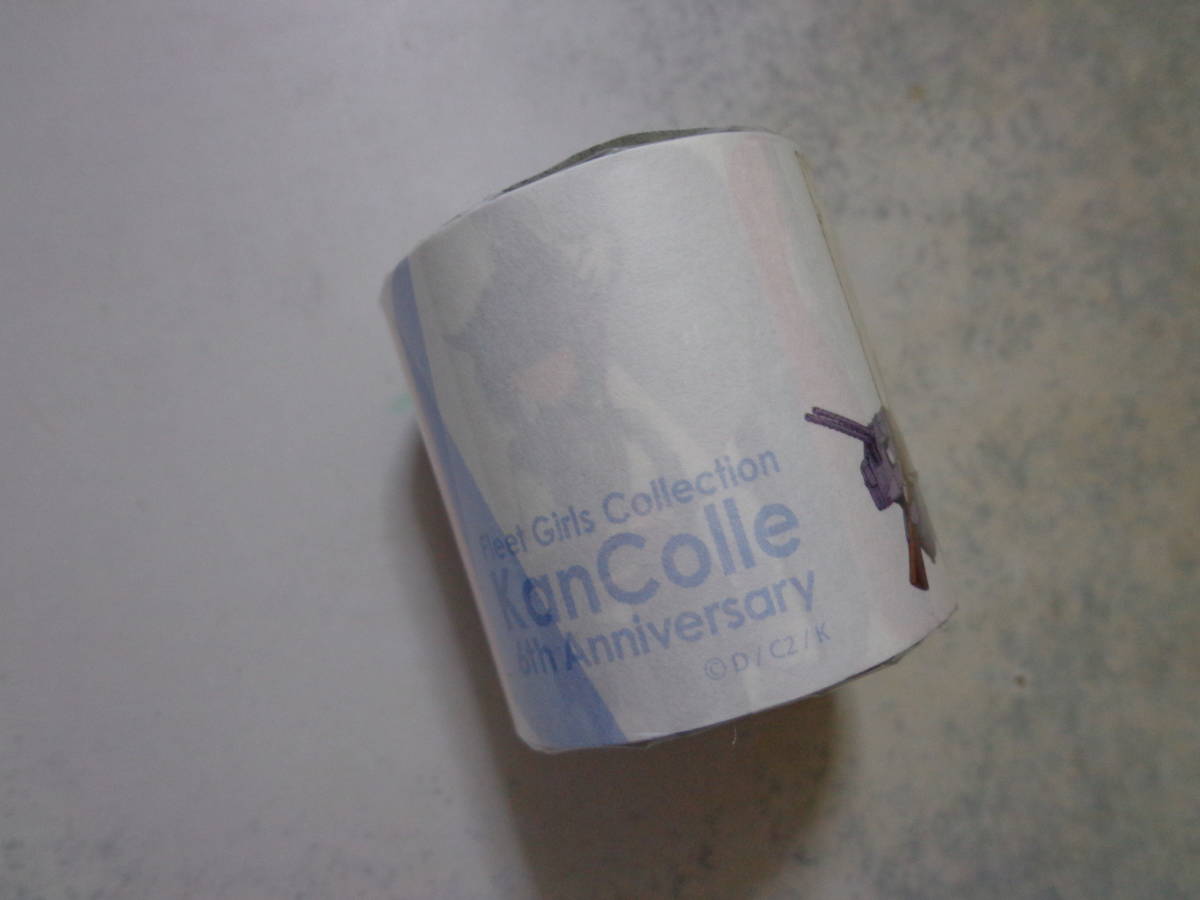 Fleet Girls Collection
KanColle
6th Anniversary
© D / C2 / K